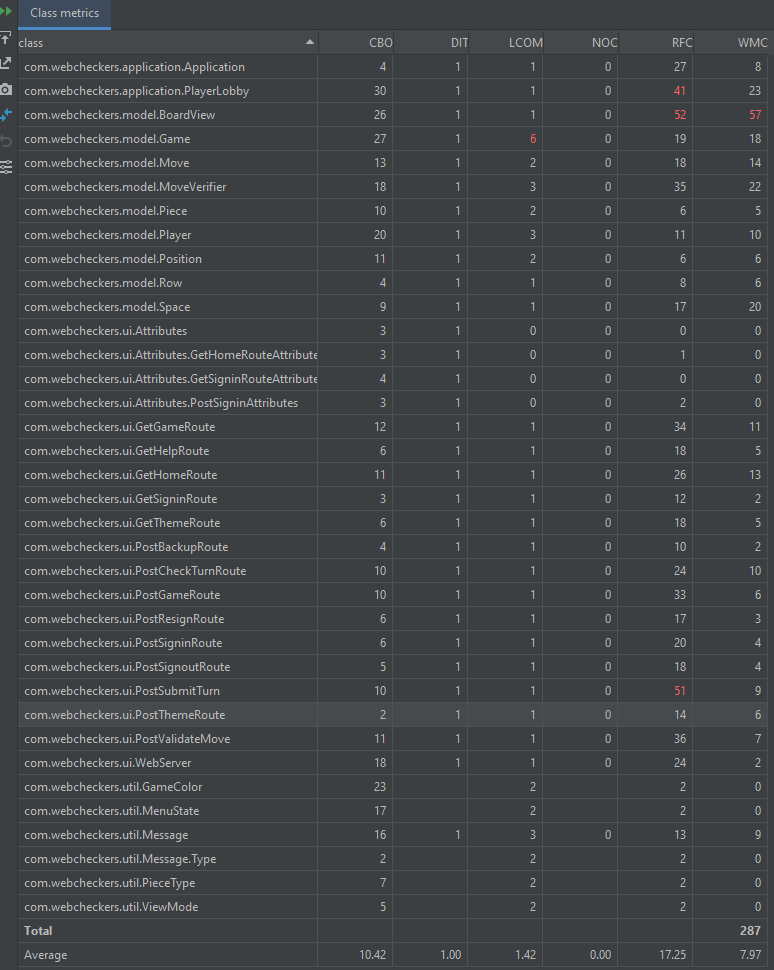 Class metrics
class CBO DIT LCOM NOC RFC WMC
com.webcheckers.application.Application 4 1 1 0 27 8
com.webcheckers.application.PlayerLobby 30 1 1 0 41 23
com.webcheckers.model.BoardView 26 1 1 0 52 57
com.webcheckers.model.Game 27 1 6 0 19 18
com.webcheckers.model.Move 13 1 2 0 18 14
com.webcheckers.model.MoveVerifier 18 1 3 0 35 22
com.webcheckers.model.Piece 10 1 2 0 6 5
com.webcheckers.model.Player 20 1 3 0 11 10
com.webcheckers.model.Position 11 1 2 0 6 6
com.webcheckers.model.Row 4 1 1 0 8 6
com.webcheckers.model.Space 9 1 1 0 17 20
com.webcheckers.ui.Attributes 3 1 0 0 0 0
com.webcheckers.ui.Attributes.GetHomeRouteAttribute 3 1 0 0 1 0
com.webcheckers.ui.Attributes.GetSigninRouteAttribute 4 1 0 0 0 0
com.webcheckers.ui.Attributes.PostSigninAttributes 3 1 0 0 2 0
com.webcheckers.ui.GetGameRoute 12 1 1 0 34 11
com.webcheckers.ui.GetHelpRoute 6 1 1 0 18 5
com.webcheckers.ui.GetHomeRoute 11 1 1 0 26 13
com.webcheckers.ui.GetSigninRoute 3 1 1 0 12 2
com.webcheckers.ui.GetThemeRoute 6 1 1 0 18 5
com.webcheckers.ui.PostBackupRoute 4 1 1 0 10 2
com.webcheckers.ui.PostCheckTurnRoute 10 1 1 0 24 10
com.webcheckers.ui.PostGameRoute 10 1 1 0 33 6
com.webcheckers.ui.PostResignRoute 6 1 1 0 17 3
com.webcheckers.ui.PostSigninRoute 6 1 1 0 20 4
com.webcheckers.ui.PostSignoutRoute 5 1 1 0 18 4
com.webcheckers.ui.PostSubmitTurn 10 1 1 0 51 9
com.webcheckers.ui.PostThemeRoute 2 1 1 0 14 6
com.webcheckers.ui.PostValidateMove 11 1 1 0 36 7
com.webcheckers.ui.WebServer 18 1 1 0 24 2
com.webcheckers.util.GameColor 23 2 2 0
com.webcheckers.util.MenuState 17 2 2 0
com.webcheckers.util.Message 16 1 3 0 13 9
com.webcheckers.util.Message.Type 2 2 2 0
com.webcheckers.util.PieceType 7 2 2 0
com.webcheckers.util.ViewMode 5 2 2 0
Total 287
Average 10.42 1.00 1.42 0.00 17.25 7.97